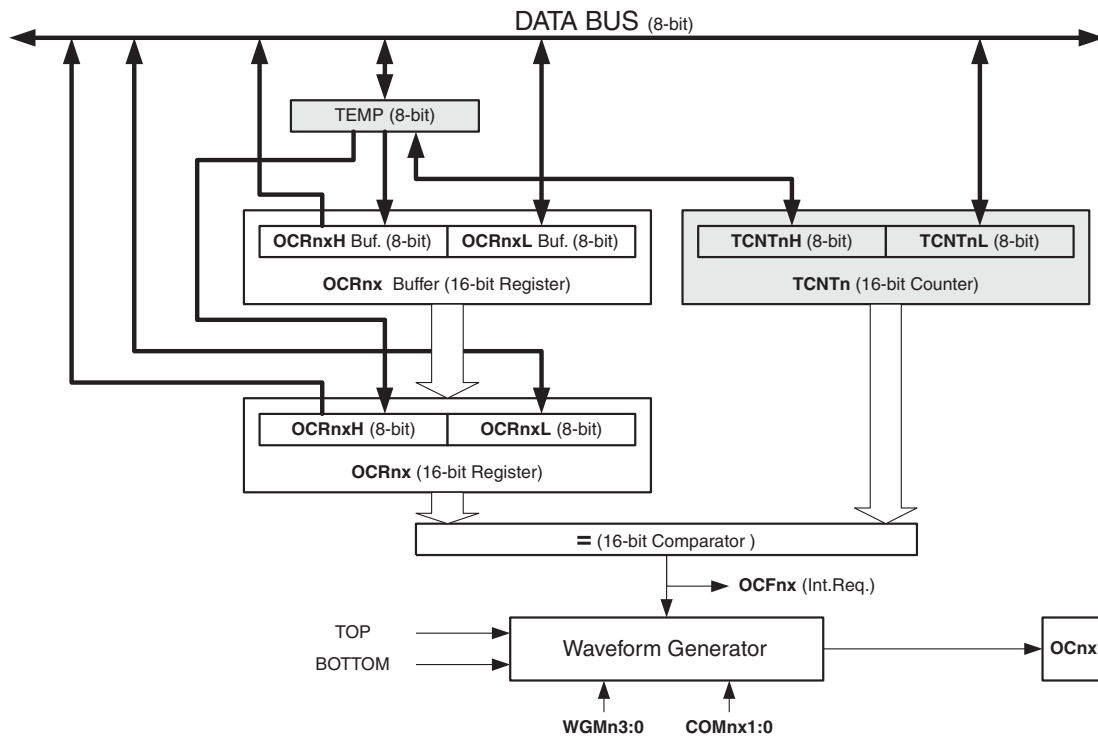 DATA BUS (8-bit)
TEMP (8-bit)
OCRnxH Buf. (8-bit)
OCRnxL Buf. (8-bit)
OCRnx Buffer (16-bit Register)
TCNTnH (8-bit)
TCNTnL (8-bit)
TCNTn (16-bit Counter)
OCRnxH (8-bit)
OCRnxL (8-bit)
OCRnx (16-bit Register)
= (16-bit Comparator )
OCFnx (Int.Req.)
TOP
BOTTOM
Waveform Generator
OCnx
WGMn3:0
COMnx1:0